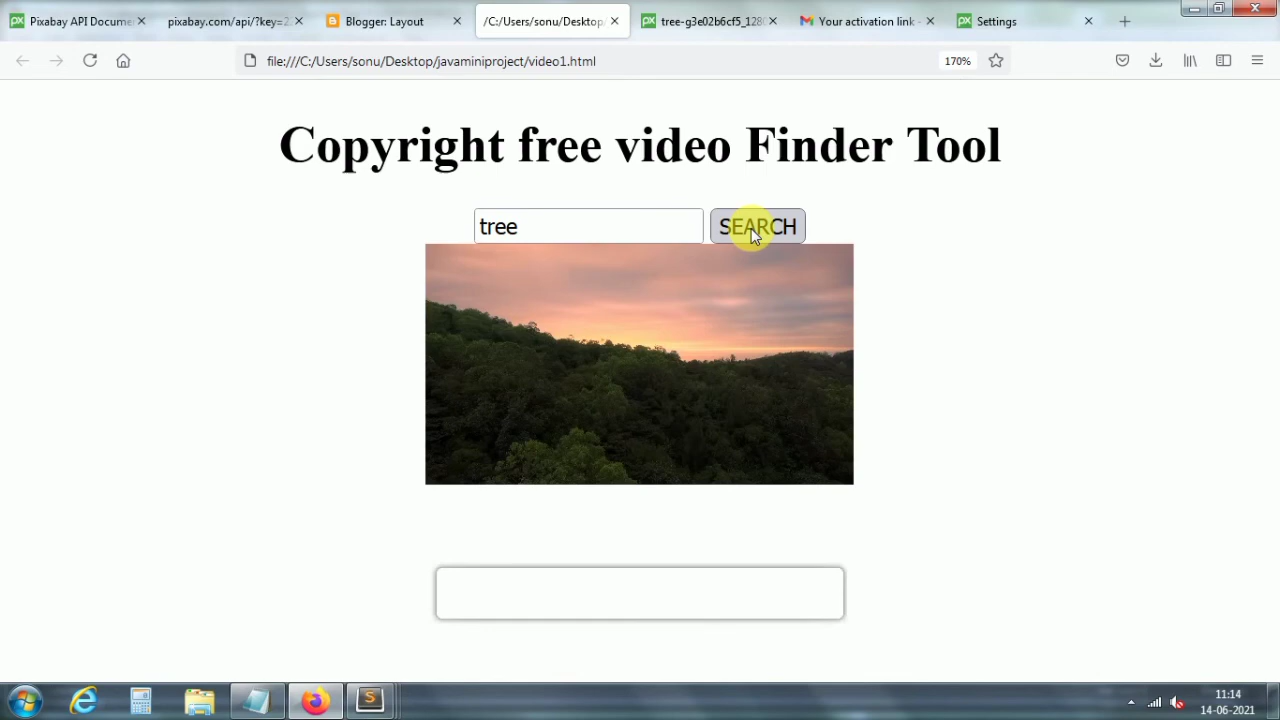 Pixabay API Docume
pixabay.com/api/?key=2
Blogger: Layout
/C:/Users/sonu/Desktop
tree-g3e02b6cf5_1280
Your activation link -
Settings
file:///C:/Users/sonu/Desktop/javaminiproject/video1.html
170%
Copyright free video Finder Tool
tree
SEARCH
11:14
14-06-2021